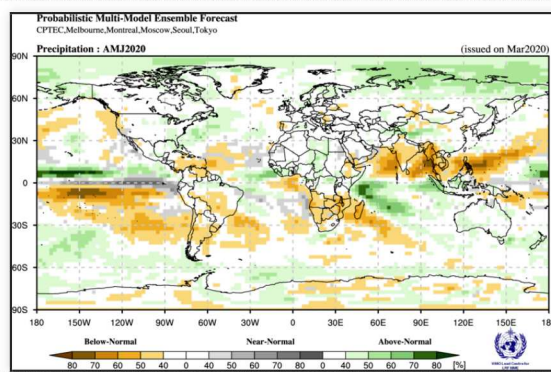 Probabilistic Multi-Model Ensemble Forecast
CPTEC,Melbourne,Montreal,Moscow,Seoul,Tokyo
Precipitation : AMJ2020 (issued on Mar2020)
90N
60N
30N
0
30S
60S
90S
180 150W 120W 90W 60W 30W 0 30E 60E 90E 120E 150E 180
Below-Normal Near-Normal Above-Normal
80 70 60 50 40 0 40 50 60 70 80 0 40 50 60 70 80 [%]